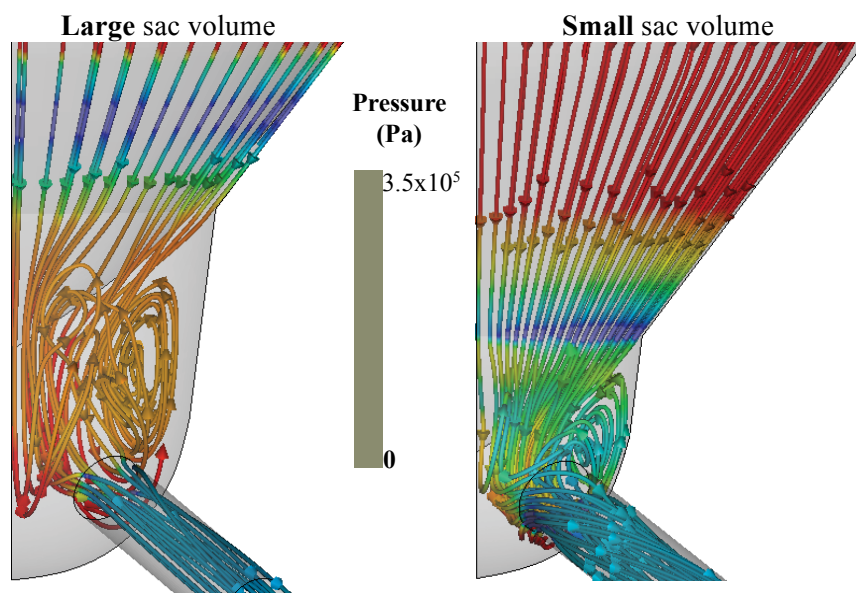 Large sac volume
Small sac volume
Pressure
(Pa)
3.5x10⁵
0